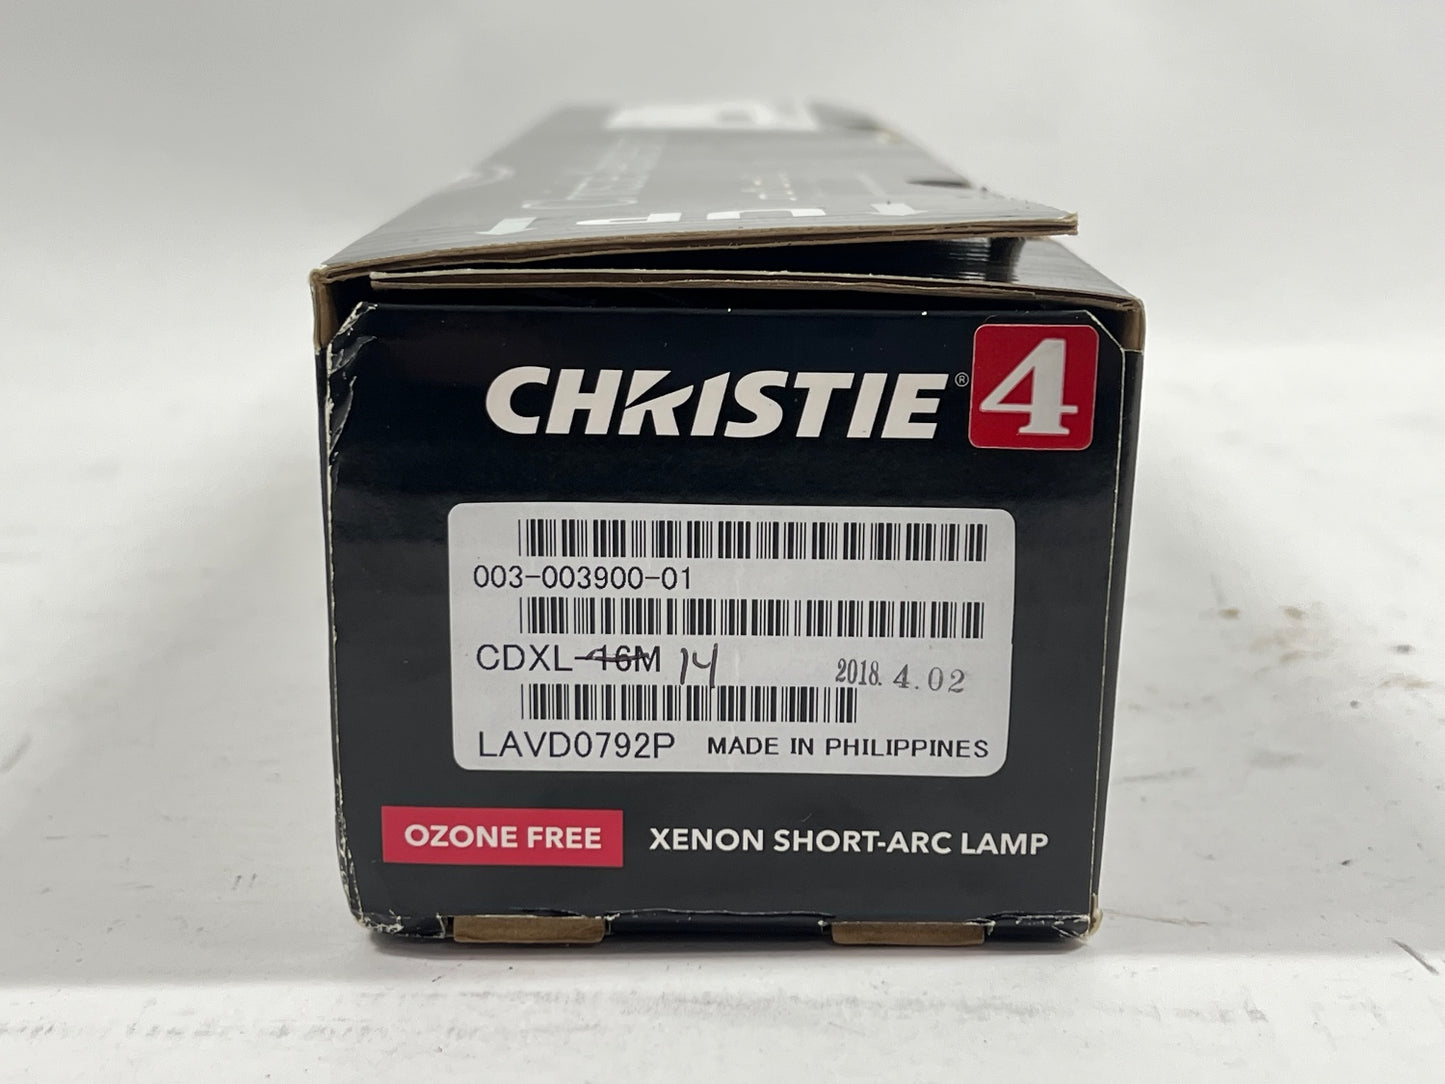 UP
CHRISTIE® 4
003-003900-01
CDXL-16M 14 2018. 4.02
LAVD0792P MADE IN PHILIPPINES
OZONE FREE XENON SHORT-ARC LAMP